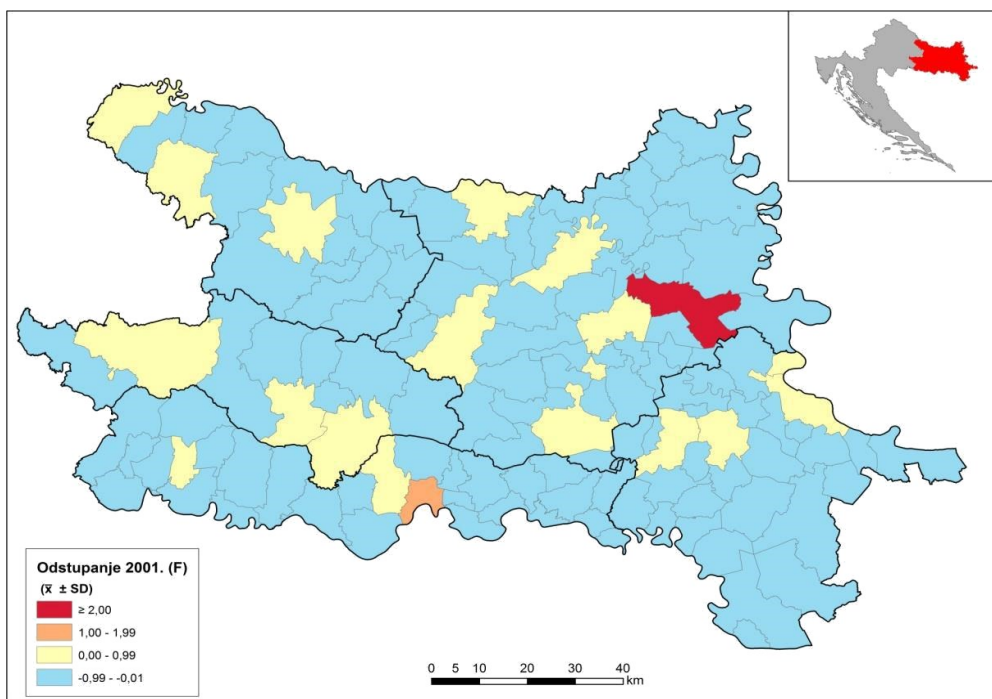 Odstupanje 2001. (F)
(x̅ ± SD)
≥ 2,00
1,00 - 1,99
0,00 - 0,99
-0,99 - -0,01
0 5 10 20 30 40
km